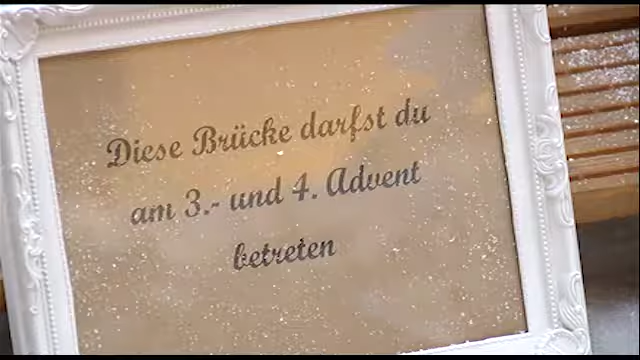 Diese Brücke darfst du
am 3.- und 4. Advent
betreten